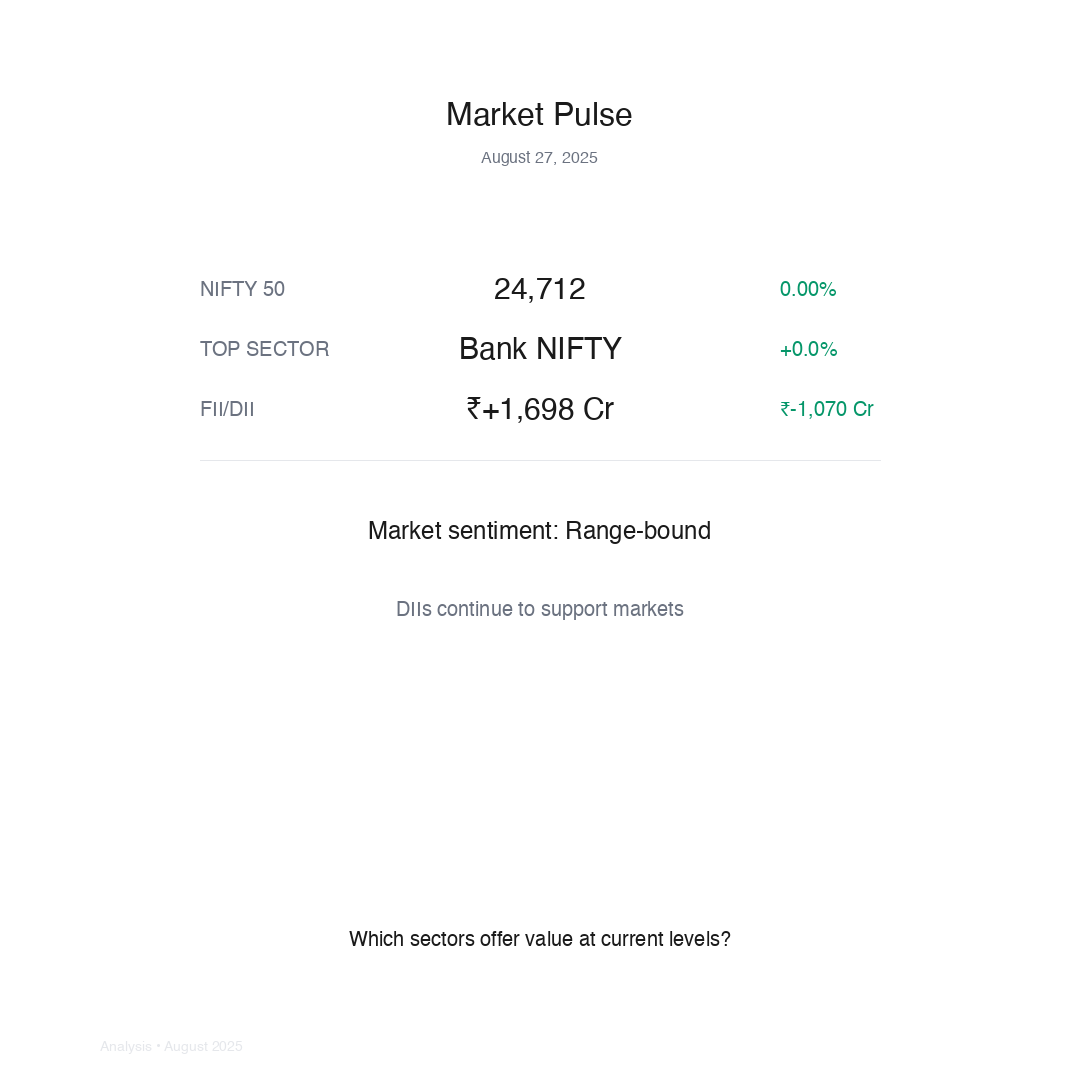 Market Pulse
August 27, 2025
NIFTY 50 24,712 0.00%
TOP SECTOR Bank NIFTY +0.0%
FII/DII ₹+1,698 Cr ₹-1,070 Cr
Market sentiment: Range-bound
DIIs continue to support markets
Which sectors offer value at current levels?
Analysis • August 2025